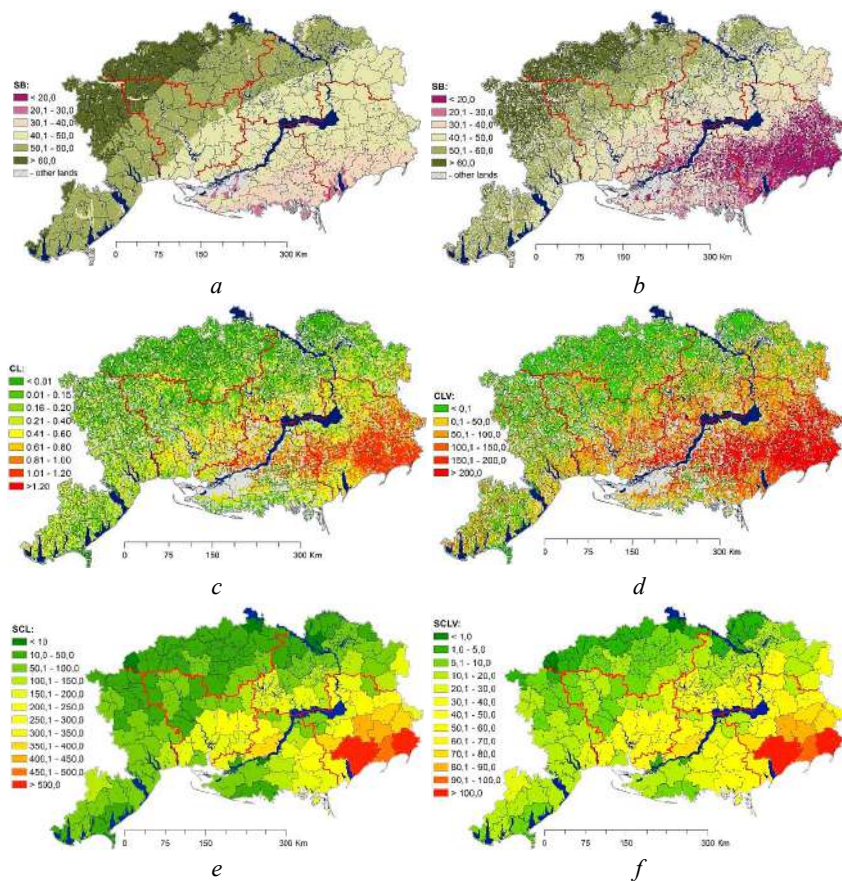 SB:
< 20,0
20,1 - 30,0
30,1 - 40,0
40,1 - 50,0
50,1 - 60,0
> 60,0
- other lands
0 75 150 300 Km
a
SB:
< 20,0
20,1 - 30,0
30,1 - 40,0
40,1 - 50,0
50,1 - 60,0
> 60,0
- other lands
0 75 150 300 Km
b
CL:
< 0.01
0.01 - 0.15
0.16 - 0.20
0.21 - 0.40
0.41 - 0.60
0.61 - 0.80
0.81 - 1.00
1.01 - 1.20
>1.20
0 75 150 300 Km
c
CLV:
< 0,1
0,1 - 50,0
50,1 - 100,0
100,1 - 150,0
150,1 - 200,0
> 200,0
0 75 150 300 Km
d
SCL:
< 10
10,0 - 50,0
50,1 - 100,0
100,1 - 150,0
150,1 - 200,0
200,1 - 250,0
250,1 - 300,0
300,1 - 350,0
350,1 - 400,0
400,1 - 450,0
450,1 - 500,0
> 500,0
0 75 150 300 Km
e
SCLV:
< 1,0
1,0 - 5,0
5,1 - 10,0
10,1 - 20,0
20,1 - 30,0
30,1 - 40,0
40,1 - 50,0
50,1 - 60,0
60,1 - 70,0
70,1 - 80,0
80,1 - 90,0
90,1 - 100,0
> 100,0
0 75 150 300 Km
f